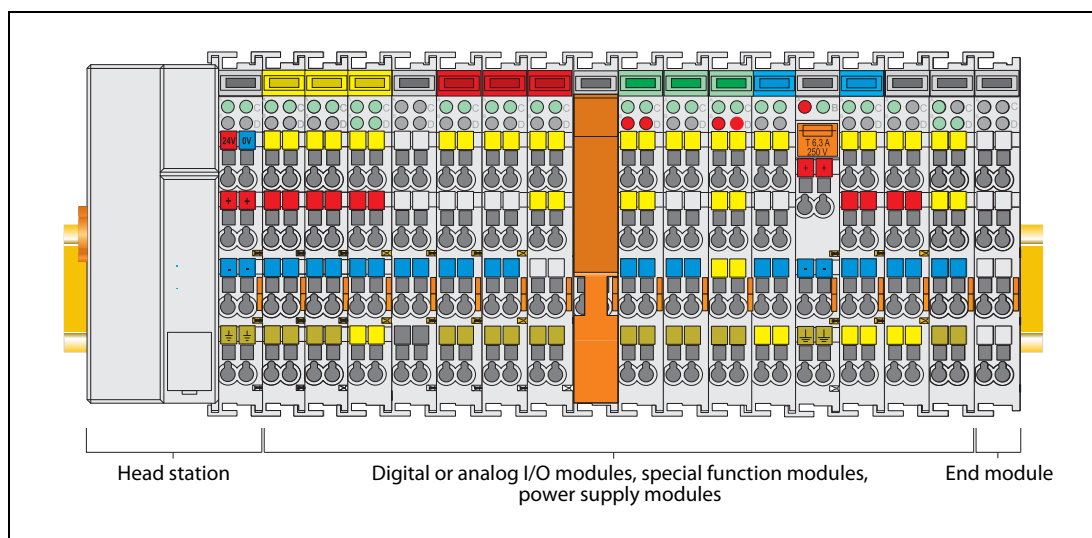 24V 0V
T 6.3 A
250 V
+ + + +
- - - -
Head station
Digital or analog I/O modules, special function modules,
power supply modules
End module